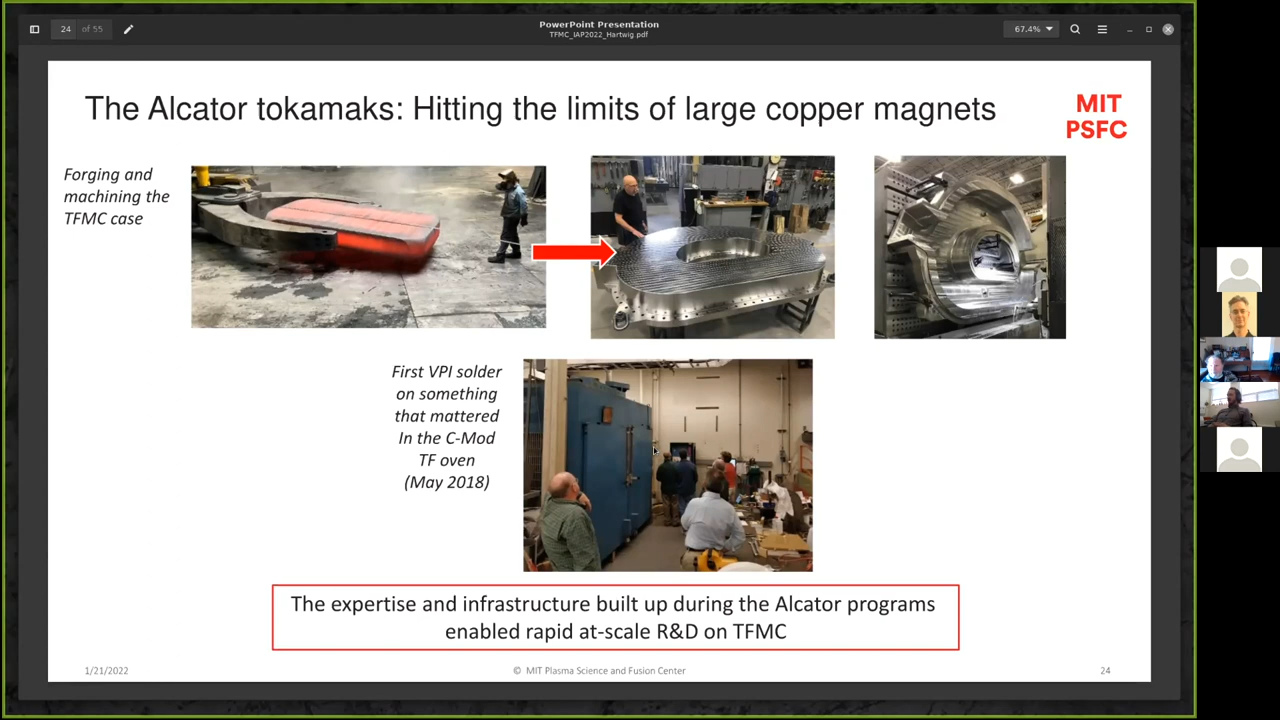 PowerPoint Presentation
TFMC_IAP2022_Hartwig.pdf
24 of 55
67.4%
The Alcator tokamaks: Hitting the limits of large copper magnets
MIT
PSFC
Forging and
machining the
TFMC case
First VPI solder
on something
that mattered
In the C-Mod
TF oven
(May 2018)
The expertise and infrastructure built up during the Alcator programs
enabled rapid at-scale R&D on TFMC
1/21/2022
© MIT Plasma Science and Fusion Center
24